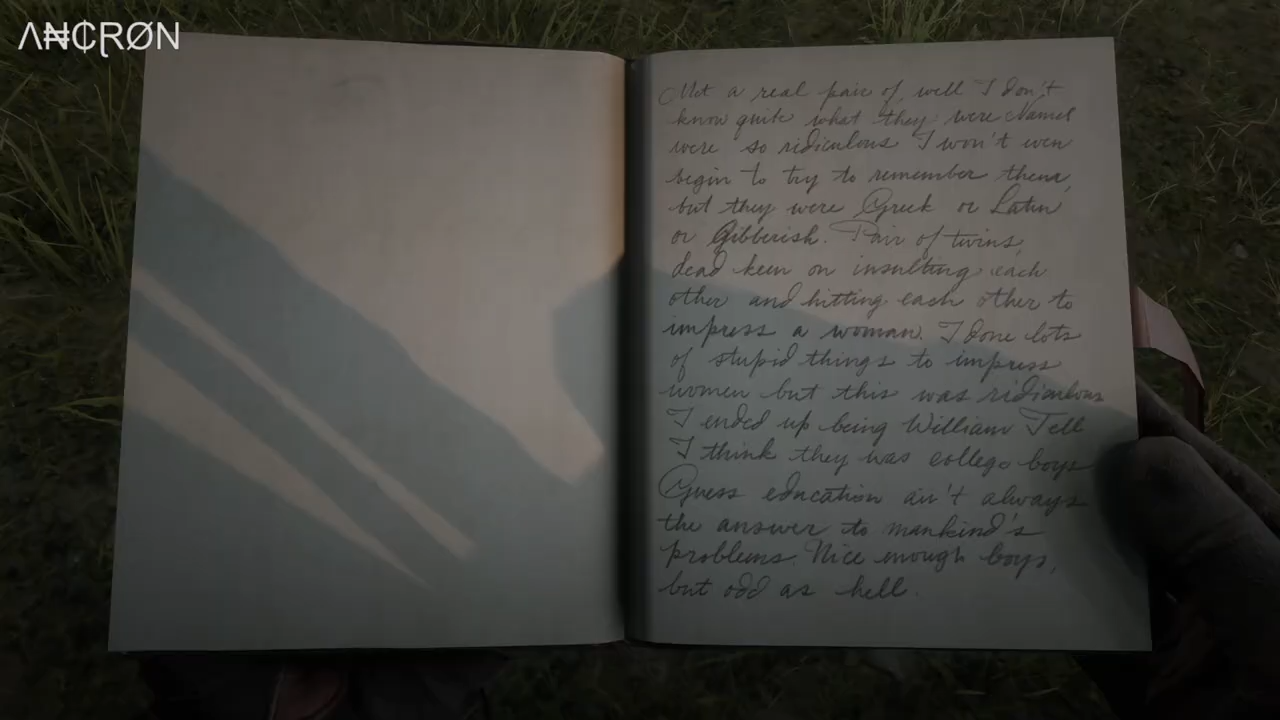 Λ₦₵RØN
Met a real pair of, well I don't
know quite what they were. Names
were so ridiculous I won't even
begin to try to remember them,
but they were Greek or Latin
or Gibberish. Pair of twins,
dead keen on insulting each
other and hitting each other to
impress a woman. I done lots
of stupid things to impress
women but this was ridiculous
I ended up being William Tell
I think they was college boys
Guess education ain't always
the answer to mankind's
problems. Nice enough boys,
but odd as hell.